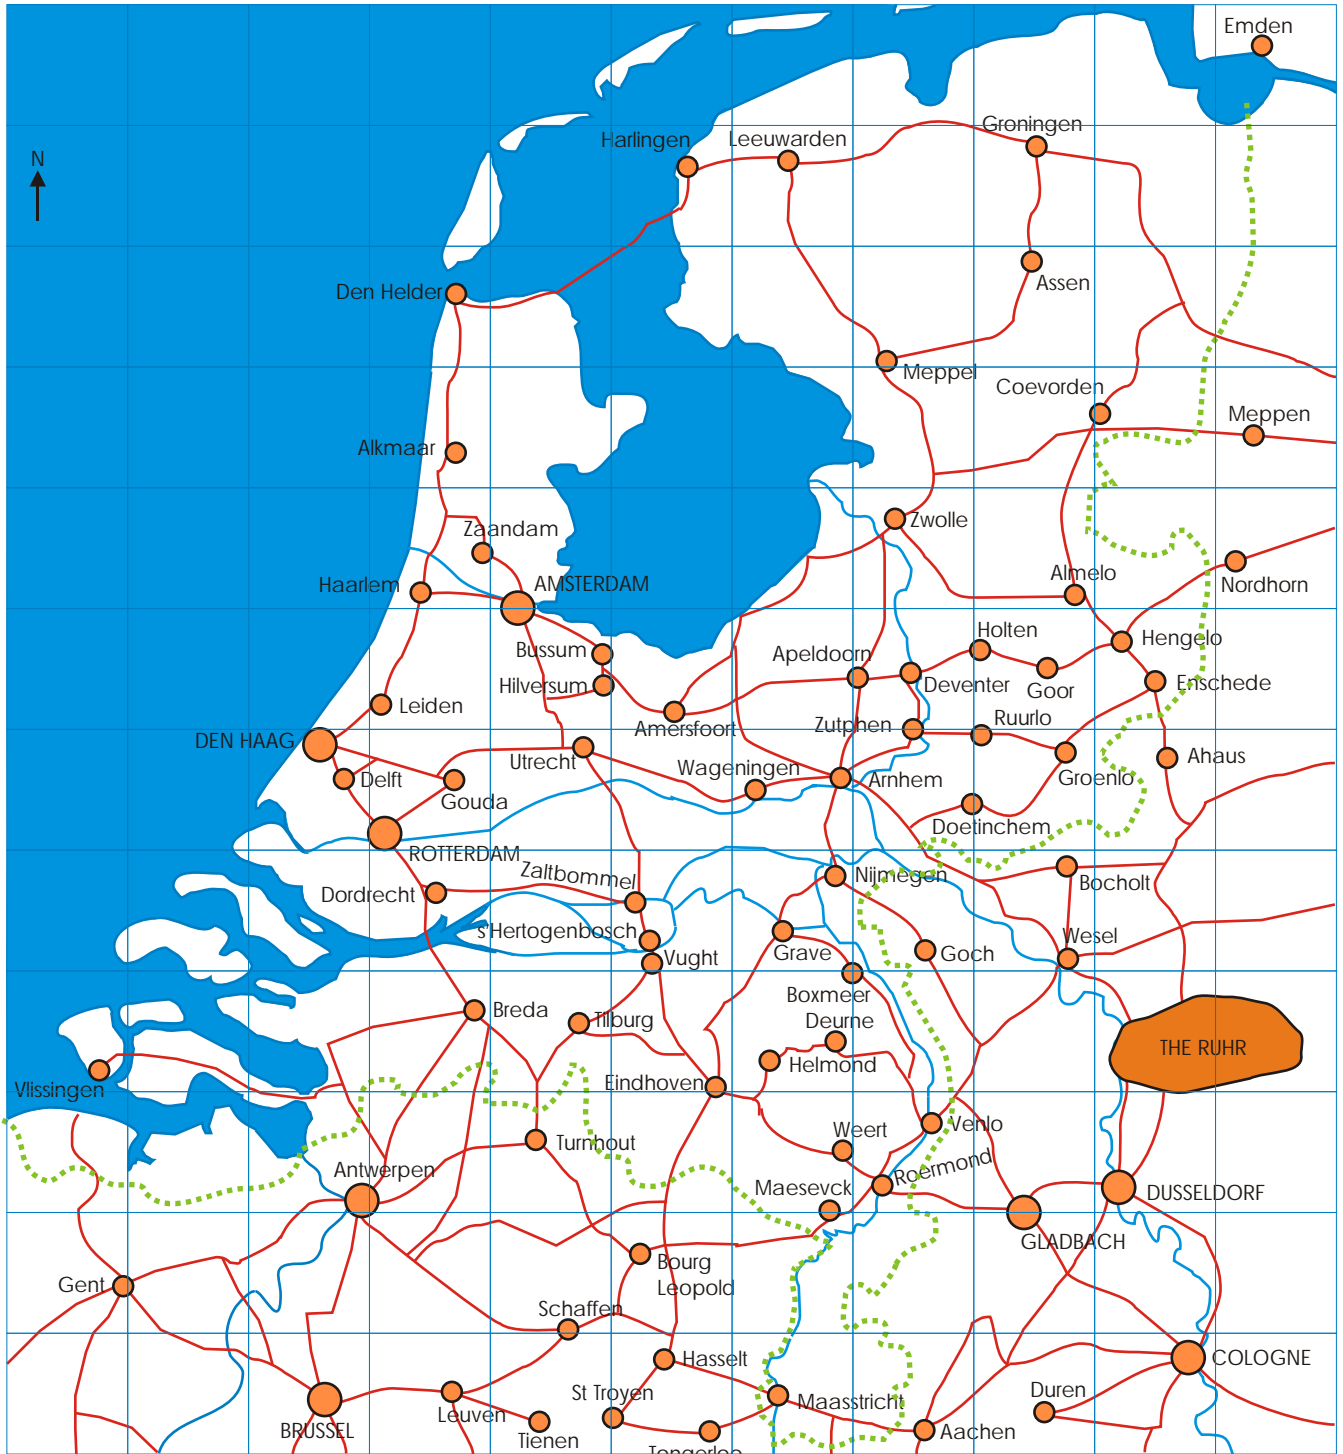 Emden
Groningen
Harlingen
Leeuwarden
N
Assen
Den Helder
Meppel
Coevorden
Meppen
Alkmaar
Zwolle
Zaandam
Almelo
Nordhorn
Haarlem
AMSTERDAM
Holten
Hengelo
Bussum
Apeldoorn
Deventer
Goor
Enschede
Hilversum
Leiden
Amersfoort
Zutphen
Ruurlo
DEN HAAG
Utrecht
Wageningen
Arnhem
Groenlo
Ahaus
Delft
Gouda
Doetinchem
ROTTERDAM
Zaltbommel
Nijmegen
Bocholt
Dordrecht
s'Hertogenbosch
Wesel
Vught
Grave
Goch
Boxmeer
Breda
Tilburg
Deurne
THE RUHR
Vlissingen
Eindhoven
Helmond
Turnhout
Weert
Venlo
Antwerpen
Maesevck
Roermond
DUSSELDORF
GLADBACH
Gent
Bourg
Leopold
Schaffen
Hasselt
COLOGNE
St Troyen
Maasstricht
Duren
BRUSSEL
Leuven
Tienen
Aachen